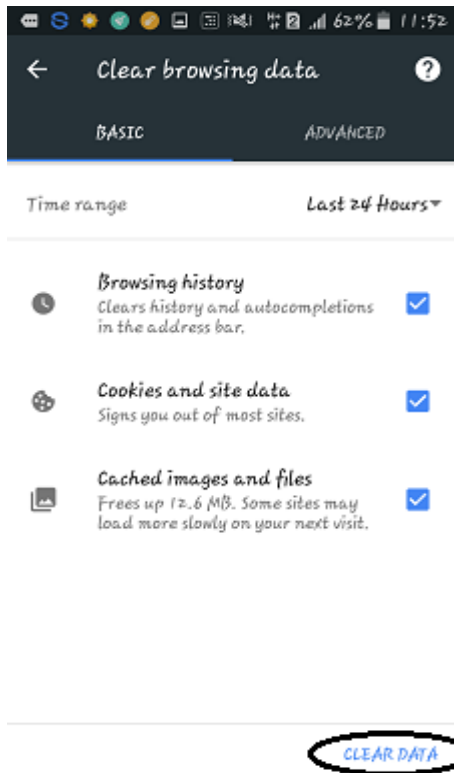 62% 11:52
Clear browsing data ?
BASIC ADVANCED
Time range Last 24 Hours
Browsing history
Clears history and autocompletions
in the address bar.
Cookies and site data
Signs you out of most sites.
Cached images and files
Frees up 12.6 MB. Some sites may
load more slowly on your next visit.
CLEAR DATA